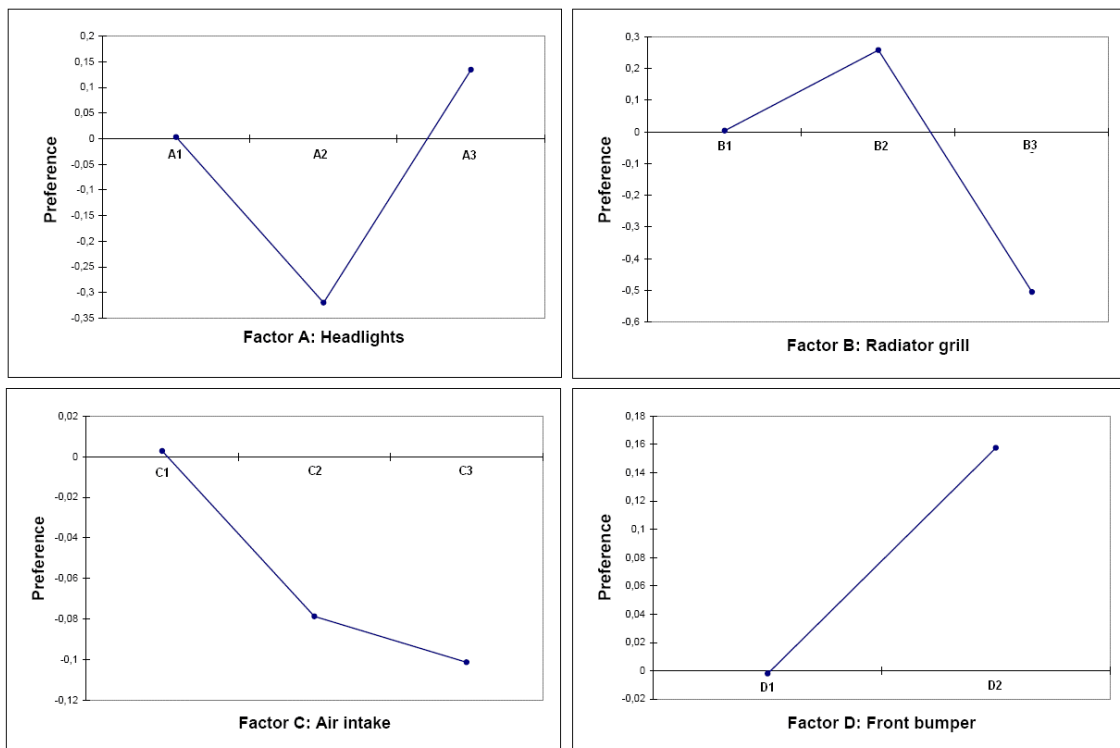 0,2
0,15
0,1
0,05
0
-0,05
-0,1
-0,15
-0,2
-0,25
-0,3
-0,35
Preference
A1
A2
A3
Factor A: Headlights
0,3
0,2
0,1
0
-0,1
-0,2
-0,3
-0,4
-0,5
-0,6
Preference
B1
B2
B3
Factor B: Radiator grill
0,02
0
-0,02
-0,04
-0,06
-0,08
-0,1
-0,12
Preference
C1
C2
C3
Factor C: Air intake
0,18
0,16
0,14
0,12
0,1
0,08
0,06
0,04
0,02
0
-0,02
Preference
D1
D2
Factor D: Front bumper